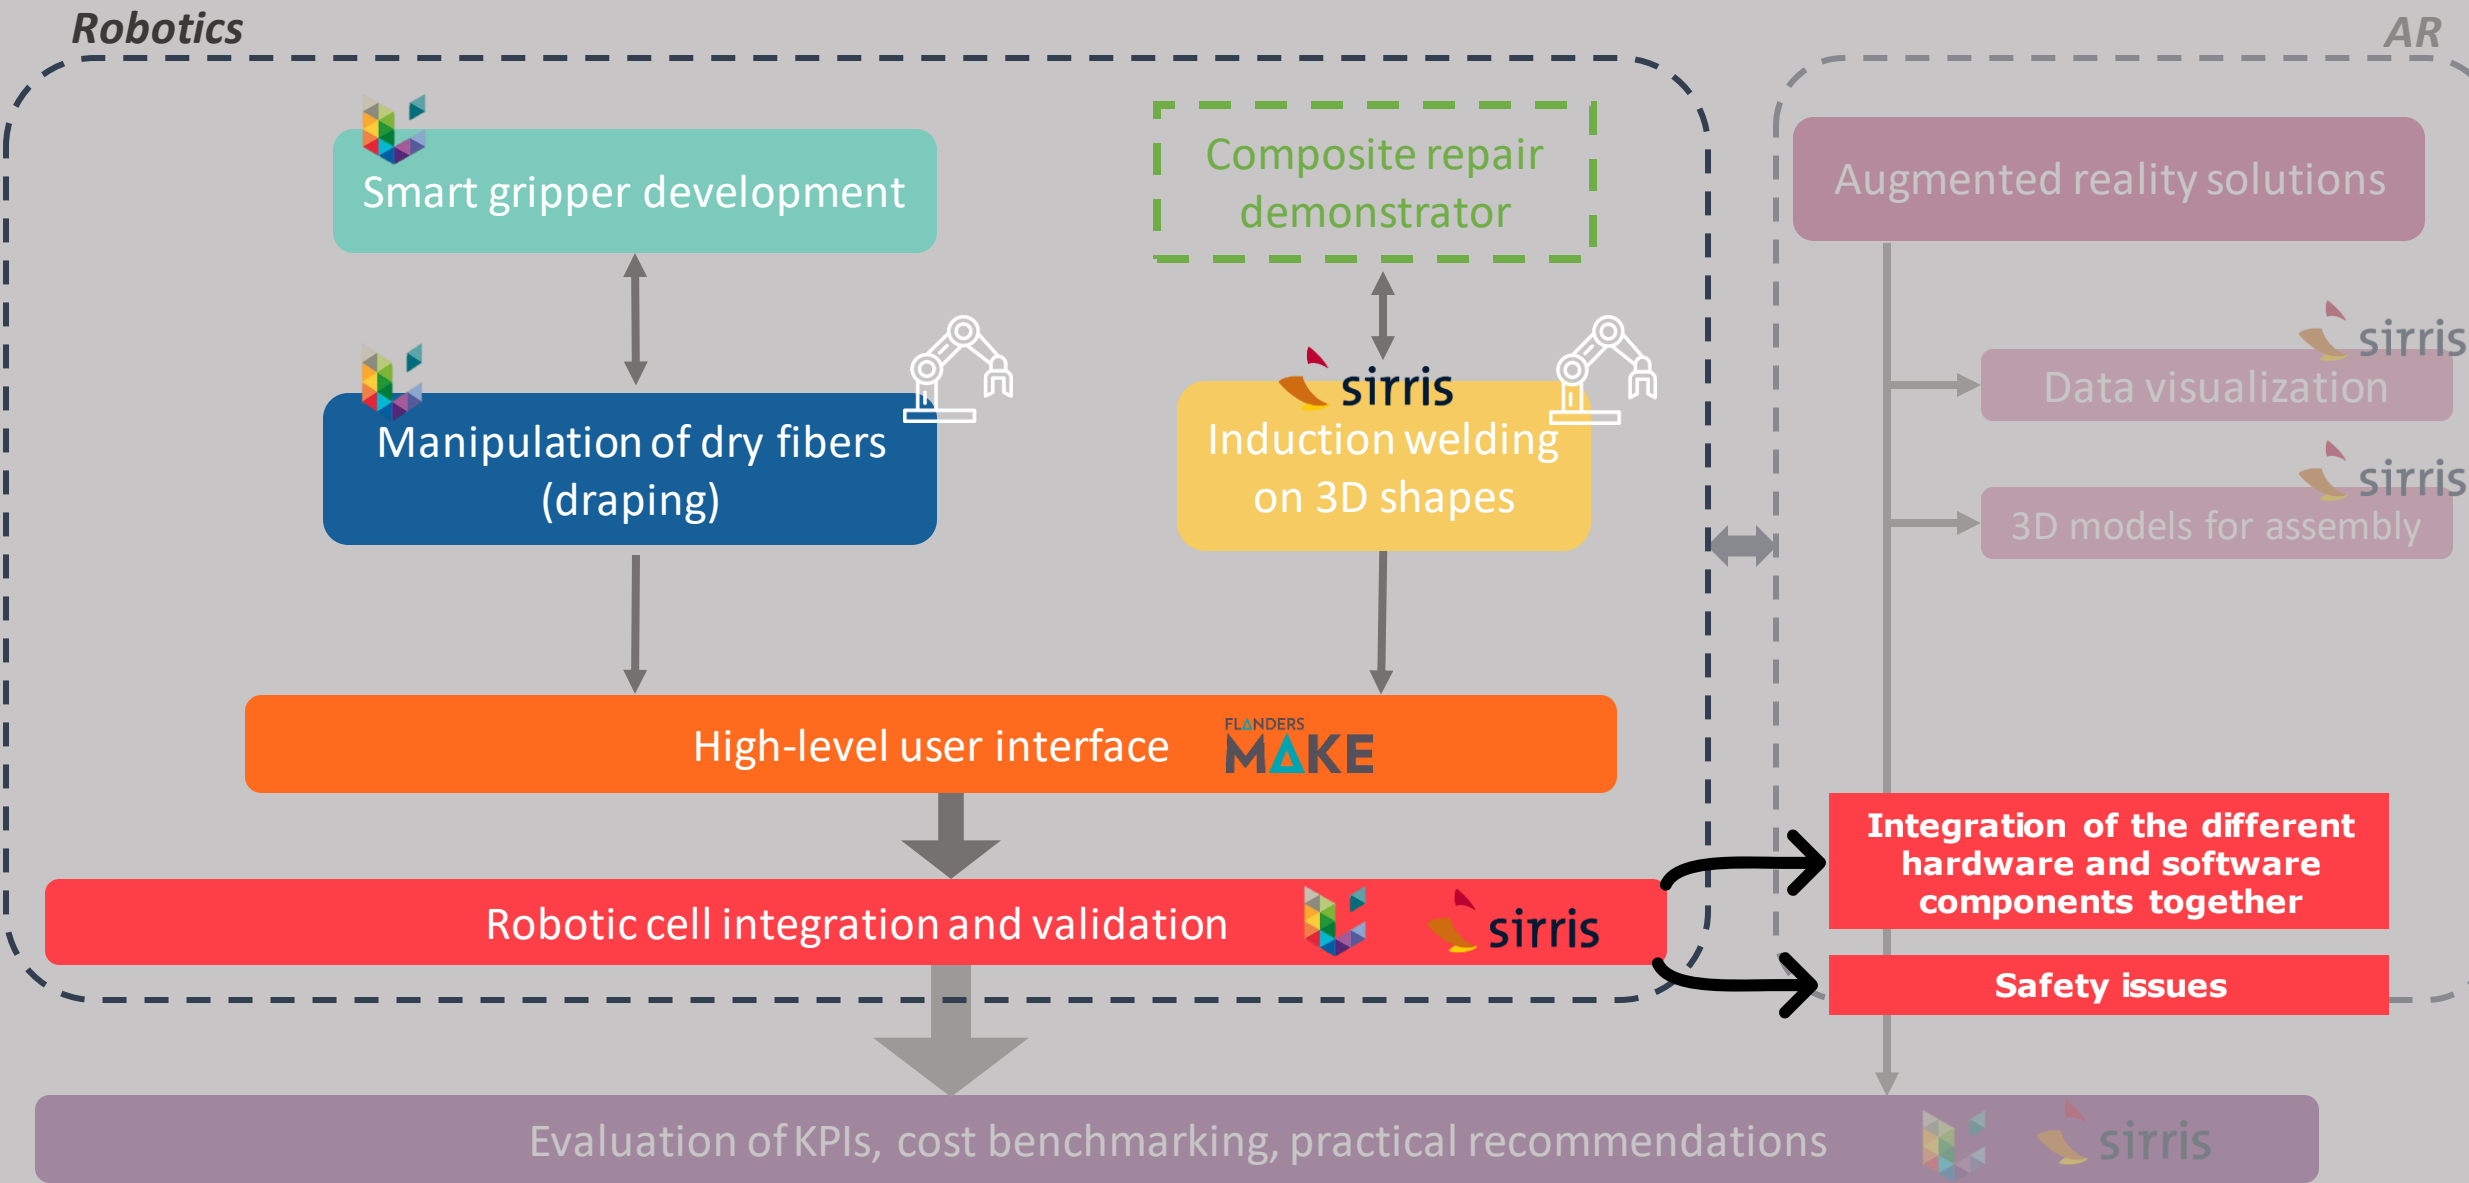 Robotics
AR
Smart gripper development
Composite repair
demonstrator
Augmented reality solutions
sirris
Data visualization
sirris
3D models for assembly
Manipulation of dry fibers
(draping)
sirris
Induction welding
on 3D shapes
High-level user interface
FLANDERS
MAKE
Integration of the different
hardware and software
components together
Robotic cell integration and validation
sirris
Safety issues
Evaluation of KPIs, cost benchmarking, practical recommendations
sirris